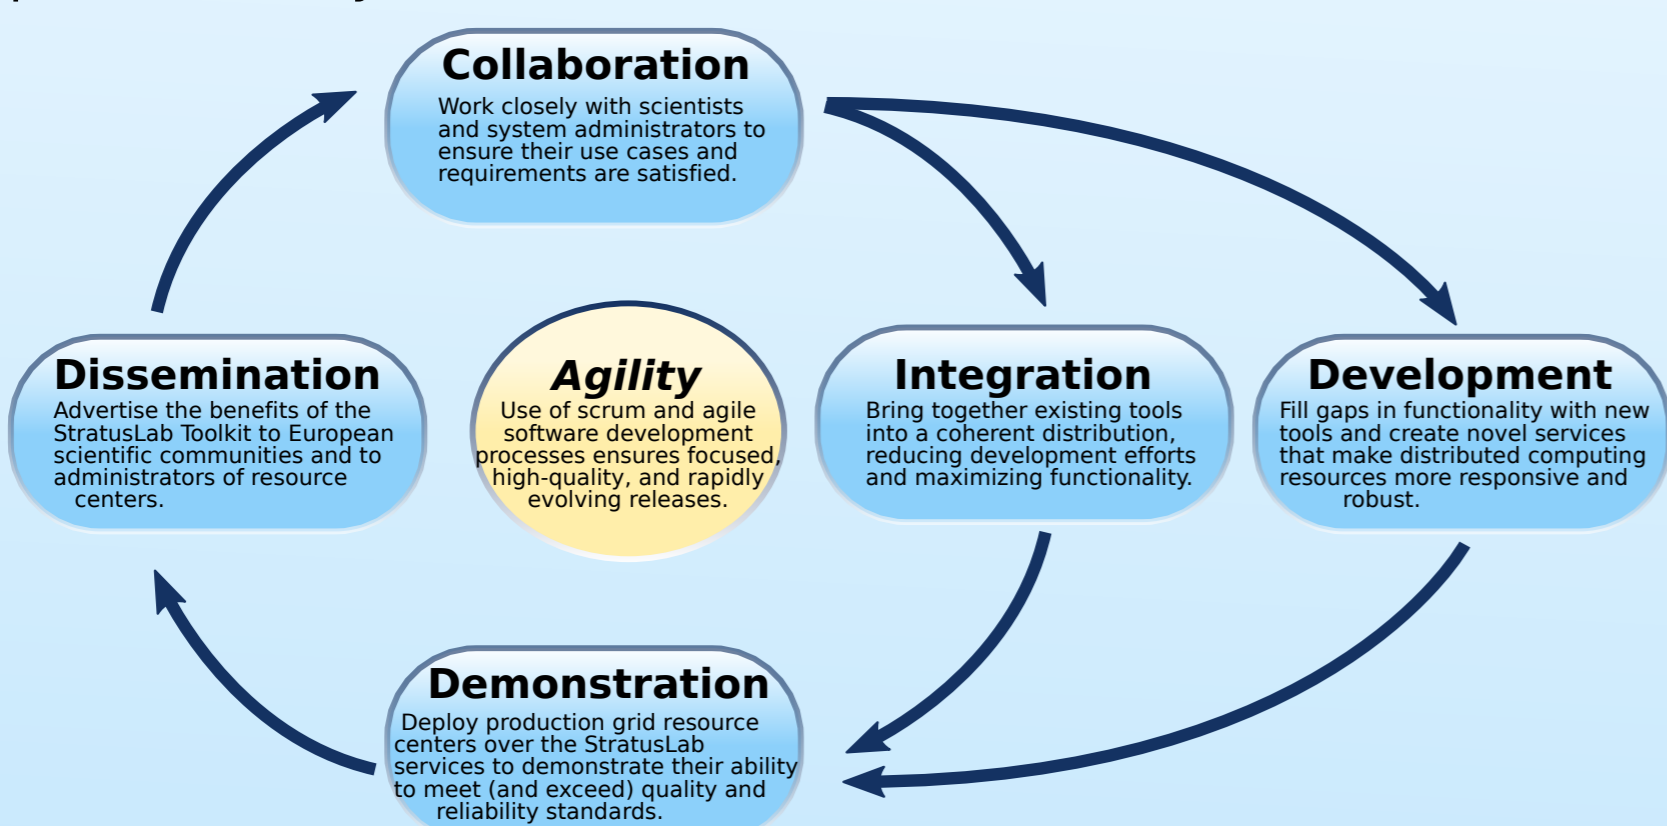 Collaboration
Work closely with scientists
and system administrators to
ensure their use cases and
requirements are satisfied.
Dissemination
Advertise the benefits of the
StratusLab Toolkit to European
scientific communities and to
administrators of resource
centers.
Agility
Use of scrum and agile
software development
processes ensures focused,
high-quality, and rapidly
evolving releases.
Integration
Bring together existing tools
into a coherent distribution,
reducing development efforts
and maximizing functionality.
Development
Fill gaps in functionality with new
tools and create novel services
that make distributed computing
resources more responsive and
robust.
Demonstration
Deploy production grid resource
centers over the StratusLab
services to demonstrate their ability
to meet (and exceed) quality and
reliability standards.